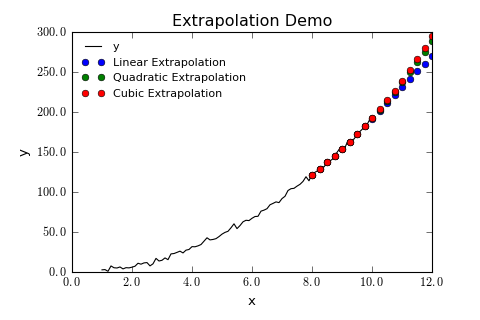 Extrapolation Demo
300.0
250.0
200.0
150.0
100.0
50.0
0.0
y
y
Linear Extrapolation
Quadratic Extrapolation
Cubic Extrapolation
0.0 2.0 4.0 6.0 8.0 10.0 12.0
x